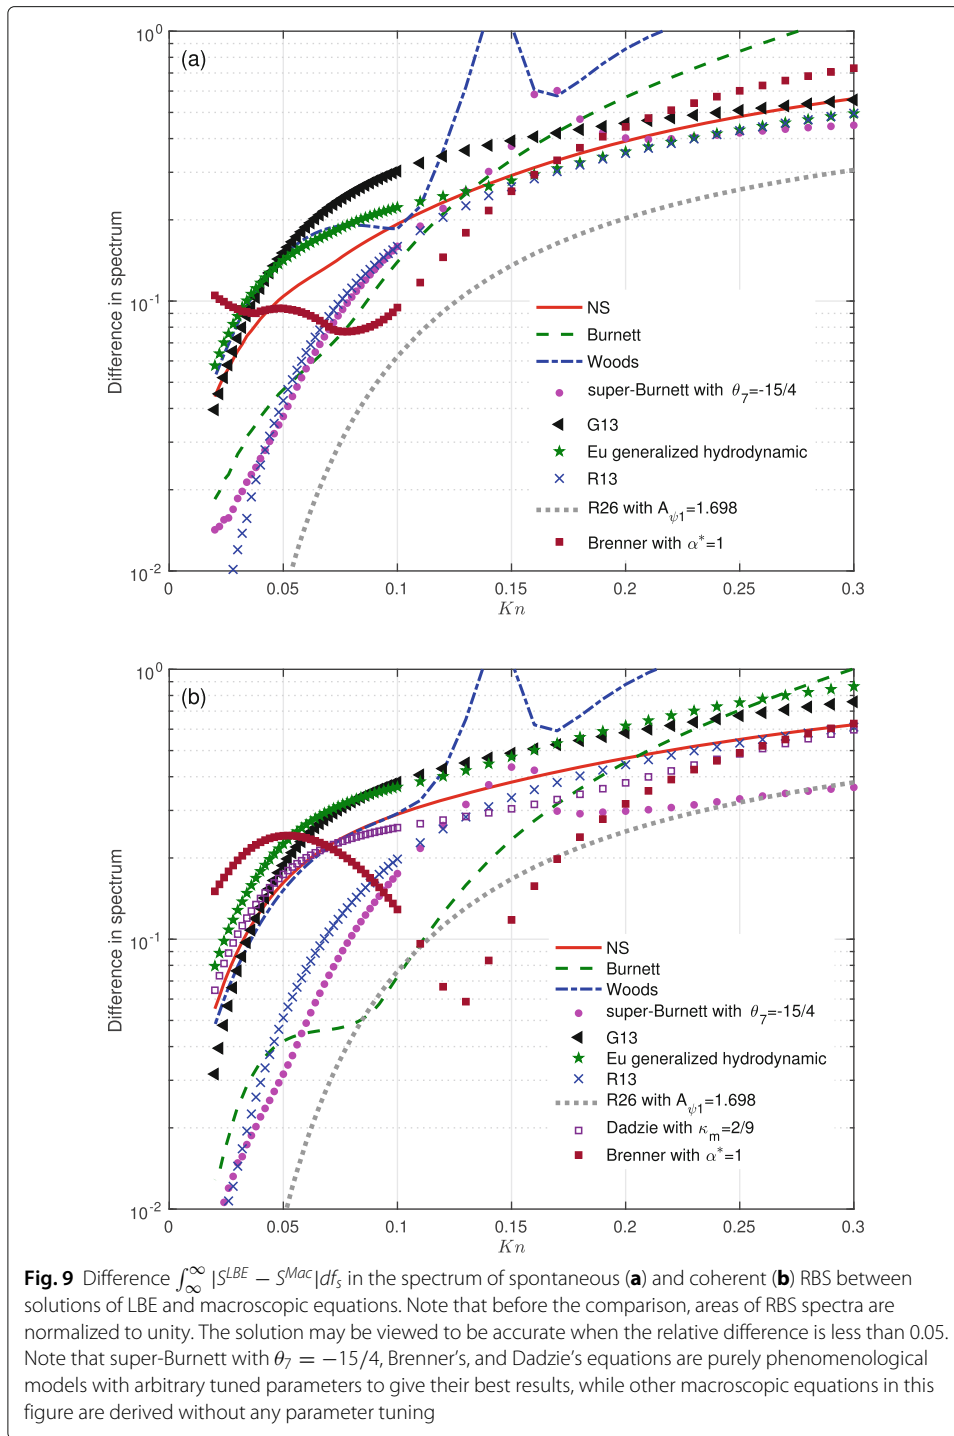 (a)
10^0
10^-1
10^-2
Difference in spectrum
NS
Burnett
Woods
super-Burnett with θ_7=-15/4
G13
Eu generalized hydrodynamic
R13
R26 with A_ψ1=1.698
Brenner with α*=1
0 0.05 0.1 0.15 0.2 0.25 0.3
Kn
(b)
10^0
10^-1
10^-2
Difference in spectrum
NS
Burnett
Woods
super-Burnett with θ_7=-15/4
G13
Eu generalized hydrodynamic
R13
R26 with A_ψ1=1.698
Dadzie with κ_m=2/9
Brenner with α*=1
0 0.05 0.1 0.15 0.2 0.25 0.3
Kn
Fig. 9 Difference ∫_∞^∞ |S^LBE − S^Mac|df_s in the spectrum of spontaneous (a) and coherent (b) RBS between
solutions of LBE and macroscopic equations. Note that before the comparison, areas of RBS spectra are
normalized to unity. The solution may be viewed to be accurate when the relative difference is less than 0.05.
Note that super-Burnett with θ_7 = −15/4, Brenner's, and Dadzie's equations are purely phenomenological
models with arbitrary tuned parameters to give their best results, while other macroscopic equations in this
figure are derived without any parameter tuning